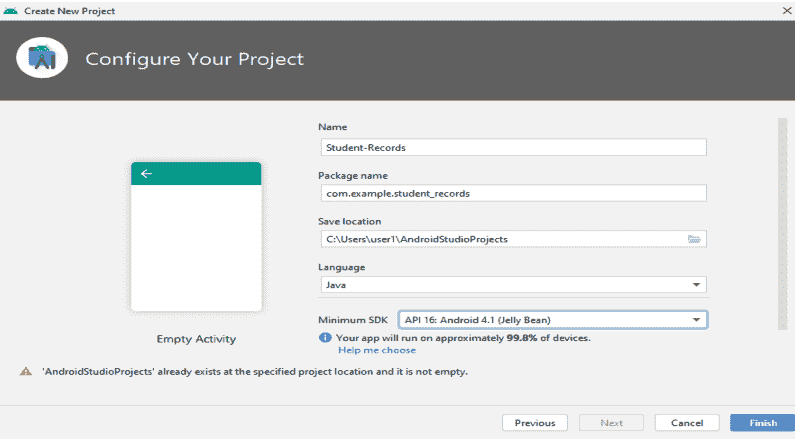 Create New Project
Configure Your Project
Name
Student-Records
Package name
com.example.student_records
Save location
C:\Users\user1\AndroidStudioProjects
Language
Java
Minimum SDK API 16: Android 4.1 (Jelly Bean)
Your app will run on approximately 99.8% of devices.
Help me choose
Empty Activity
'AndroidStudioProjects' already exists at the specified project location and it is not empty.
Previous Next Cancel Finish